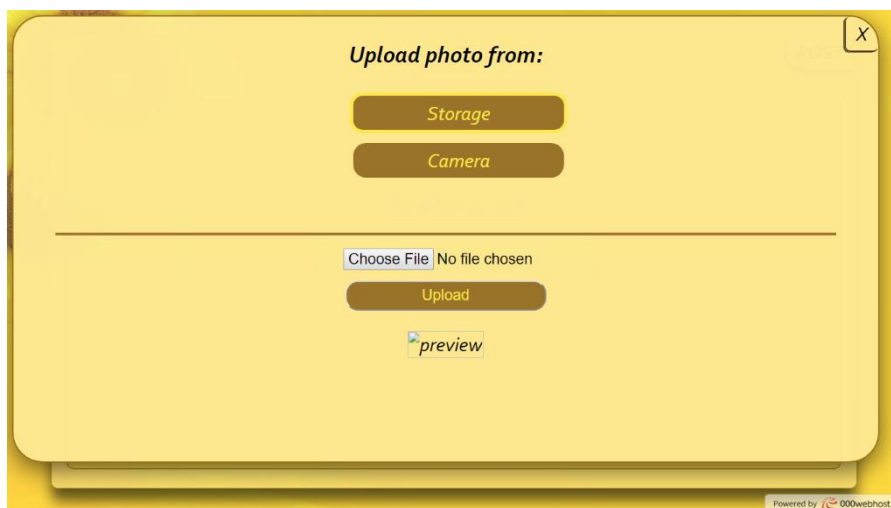 X
Upload photo from:
Storage
Camera
Choose File No file chosen
Upload
preview
Powered by 000webhost